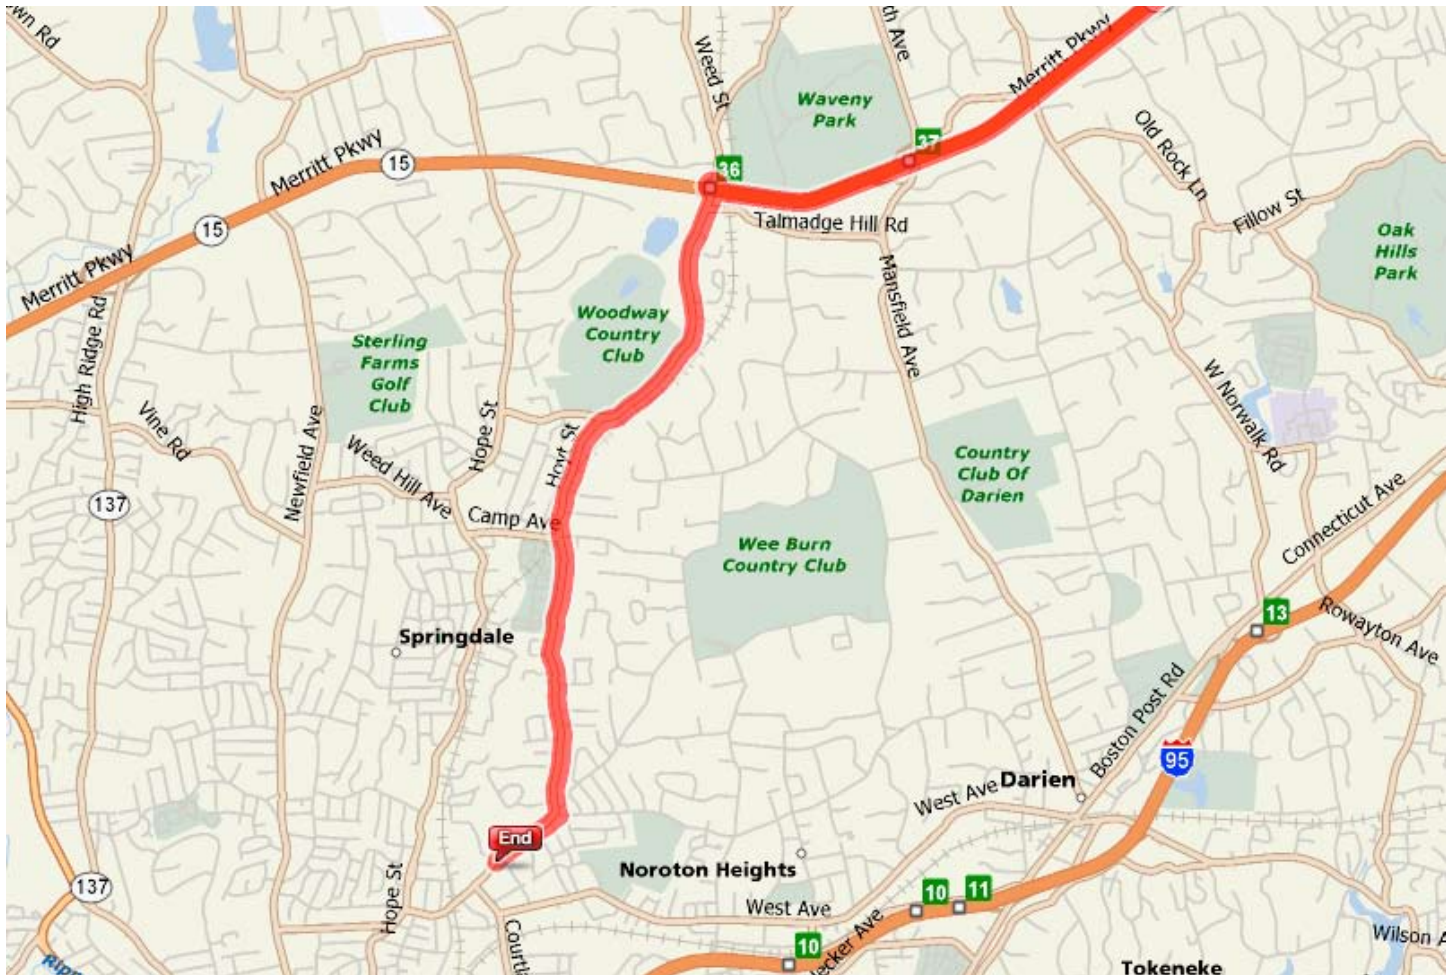 Weed St
Merritt Pkwy
Waveny
Park
Old Rock Ln
37
36
Merritt Pkwy
15
15
Talmadge Hill Rd
Fillow St
Oak
Hills
Park
Merritt Pkwy
Mansfield Ave
High Ridge Rd
Woodway
Country
Club
Sterling
Farms
Golf
Club
W Norwalk Rd
Vine Rd
Newfield Ave
Hope St
Hoyt St
Weed Hill Ave
Country
Club Of
Darien
137
Camp Ave
Connecticut Ave
Wee Burn
Country Club
13
Rowayton Ave
Springdale
Boston Post Rd
95
West Ave
Darien
End
Noroton Heights
137
Hope St
10
11
West Ave
10
Wilson
Tokeneke